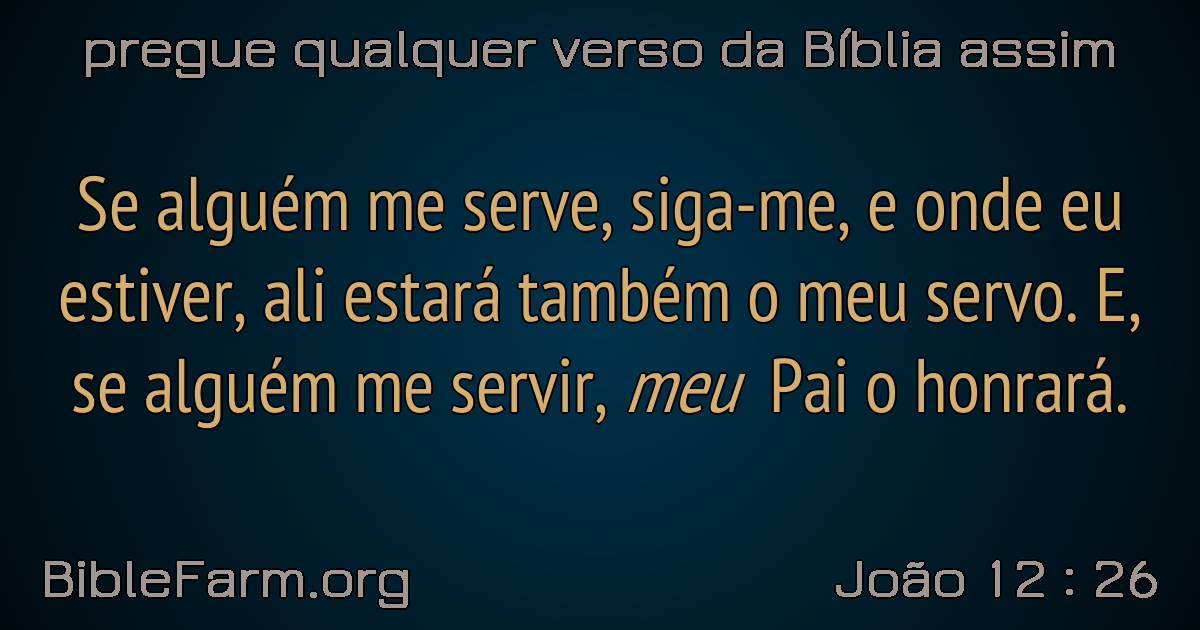 pregue qualquer verso da Bíblia assim
Se alguém me serve, siga-me, e onde eu
estiver, ali estará também o meu servo. E,
se alguém me servir, meu Pai o honrará.
BibleFarm.org
João 12 : 26